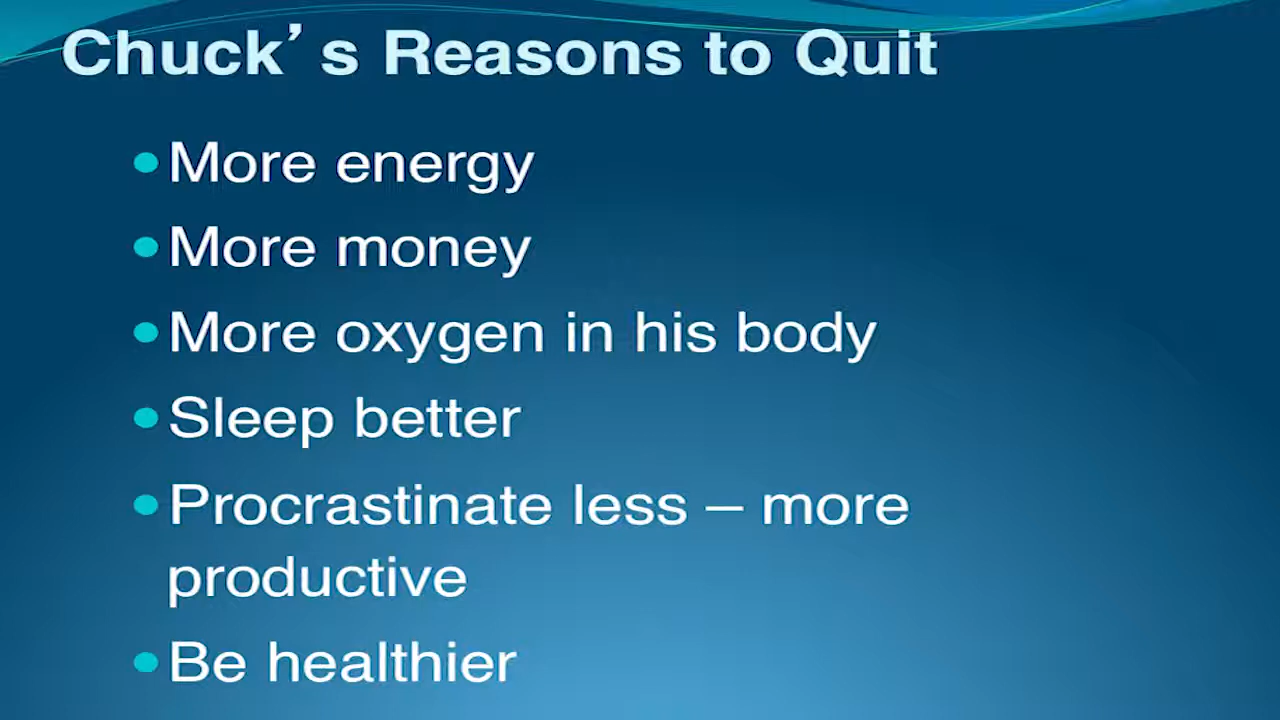 Chuck’s Reasons to Quit
•More energy
•More money
•More oxygen in his body
•Sleep better
•Procrastinate less – more
productive
•Be healthier